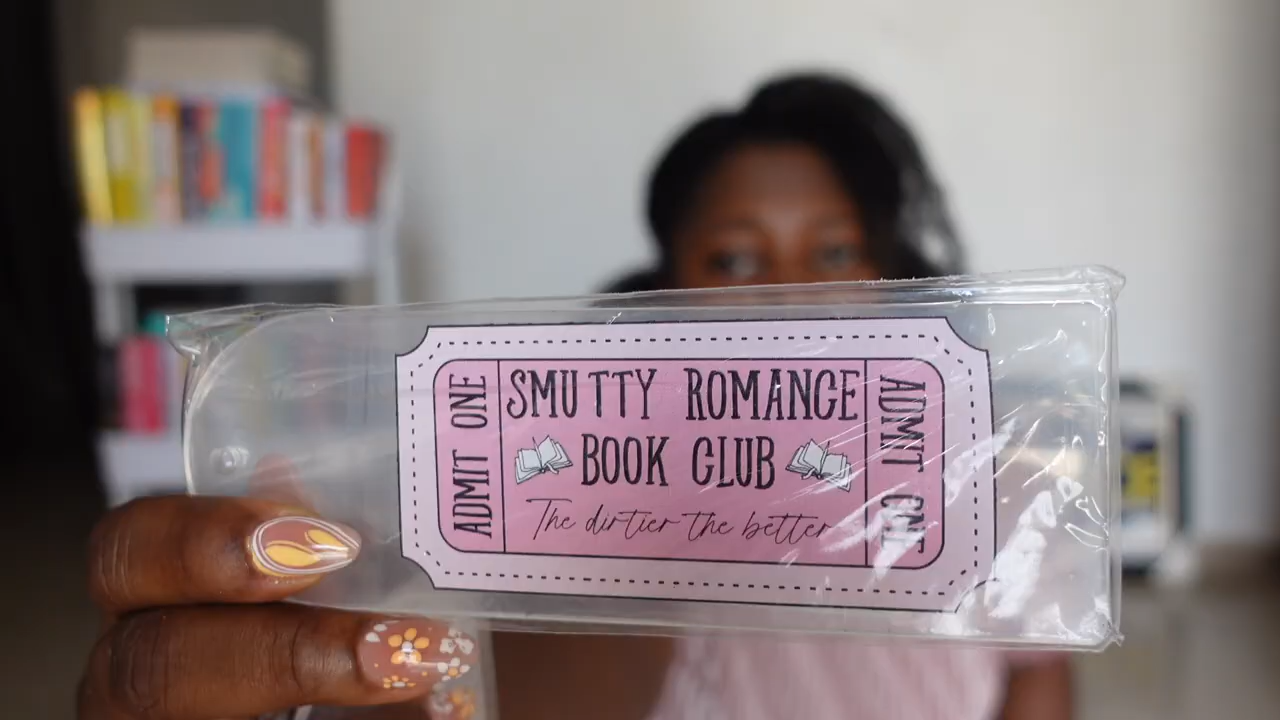 ADMIT ONE
SMUTTY ROMANCE
BOOK CLUB
The dirtier the better
ADMIT ONE